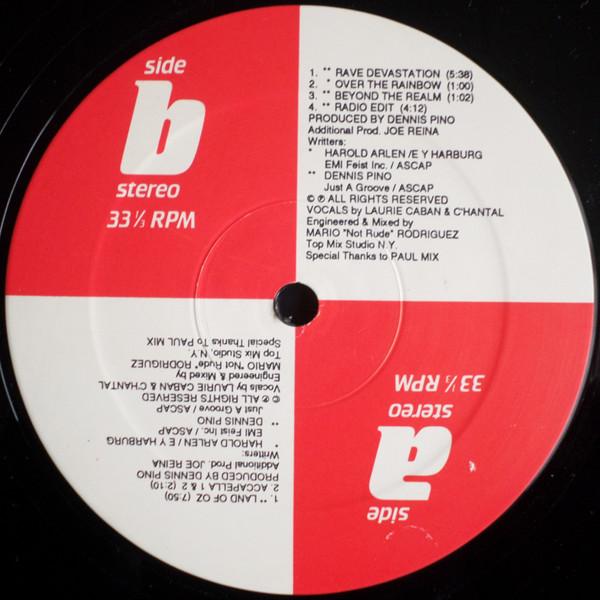 side
b
stereo
33⅓ RPM
1. ** RAVE DEVASTATION (5:38)
2. * OVER THE RAINBOW (1:00)
3. ** BEYOND THE REALM (1:02)
4. ** RADIO EDIT (4:12)
PRODUCED BY DENNIS PINO
Additional Prod. JOE REINA
Writters:
* HAROLD ARLEN /E Y HARBURG
EMI Feist Inc. / ASCAP
** DENNIS PINO
Just A Groove / ASCAP
© ℗ ALL RIGHTS RESERVED
VOCALS by LAURIE CABAN & C'HANTAL
Engineered & Mixed by
MARIO "Not Rude" RODRIGUEZ
Top Mix Studio N.Y.
Special Thanks to PAUL MIX
side
a
stereo
33⅓ RPM
1. ** LAND OF OZ (7:50)
2. ACCAPELLA 1 & 2 (2:10)
PRODUCED BY DENNIS PINO
Additional Prod. JOE REINA
Writters:
* HAROLD ARLEN / E Y HARBURG
EMI Feist / Inc. / ASCAP
** DENNIS PINO
Just A Groove / ASCAP
© ℗ ALL RIGHTS RESERVED
Vocals by LAURIE CABAN & C'HANTAL
Engineered & Mixed by
MARIO "Not Rude", RODRIGUEZ
Top Mix Studio, N.Y.
Special Thanks To PAUL MIX